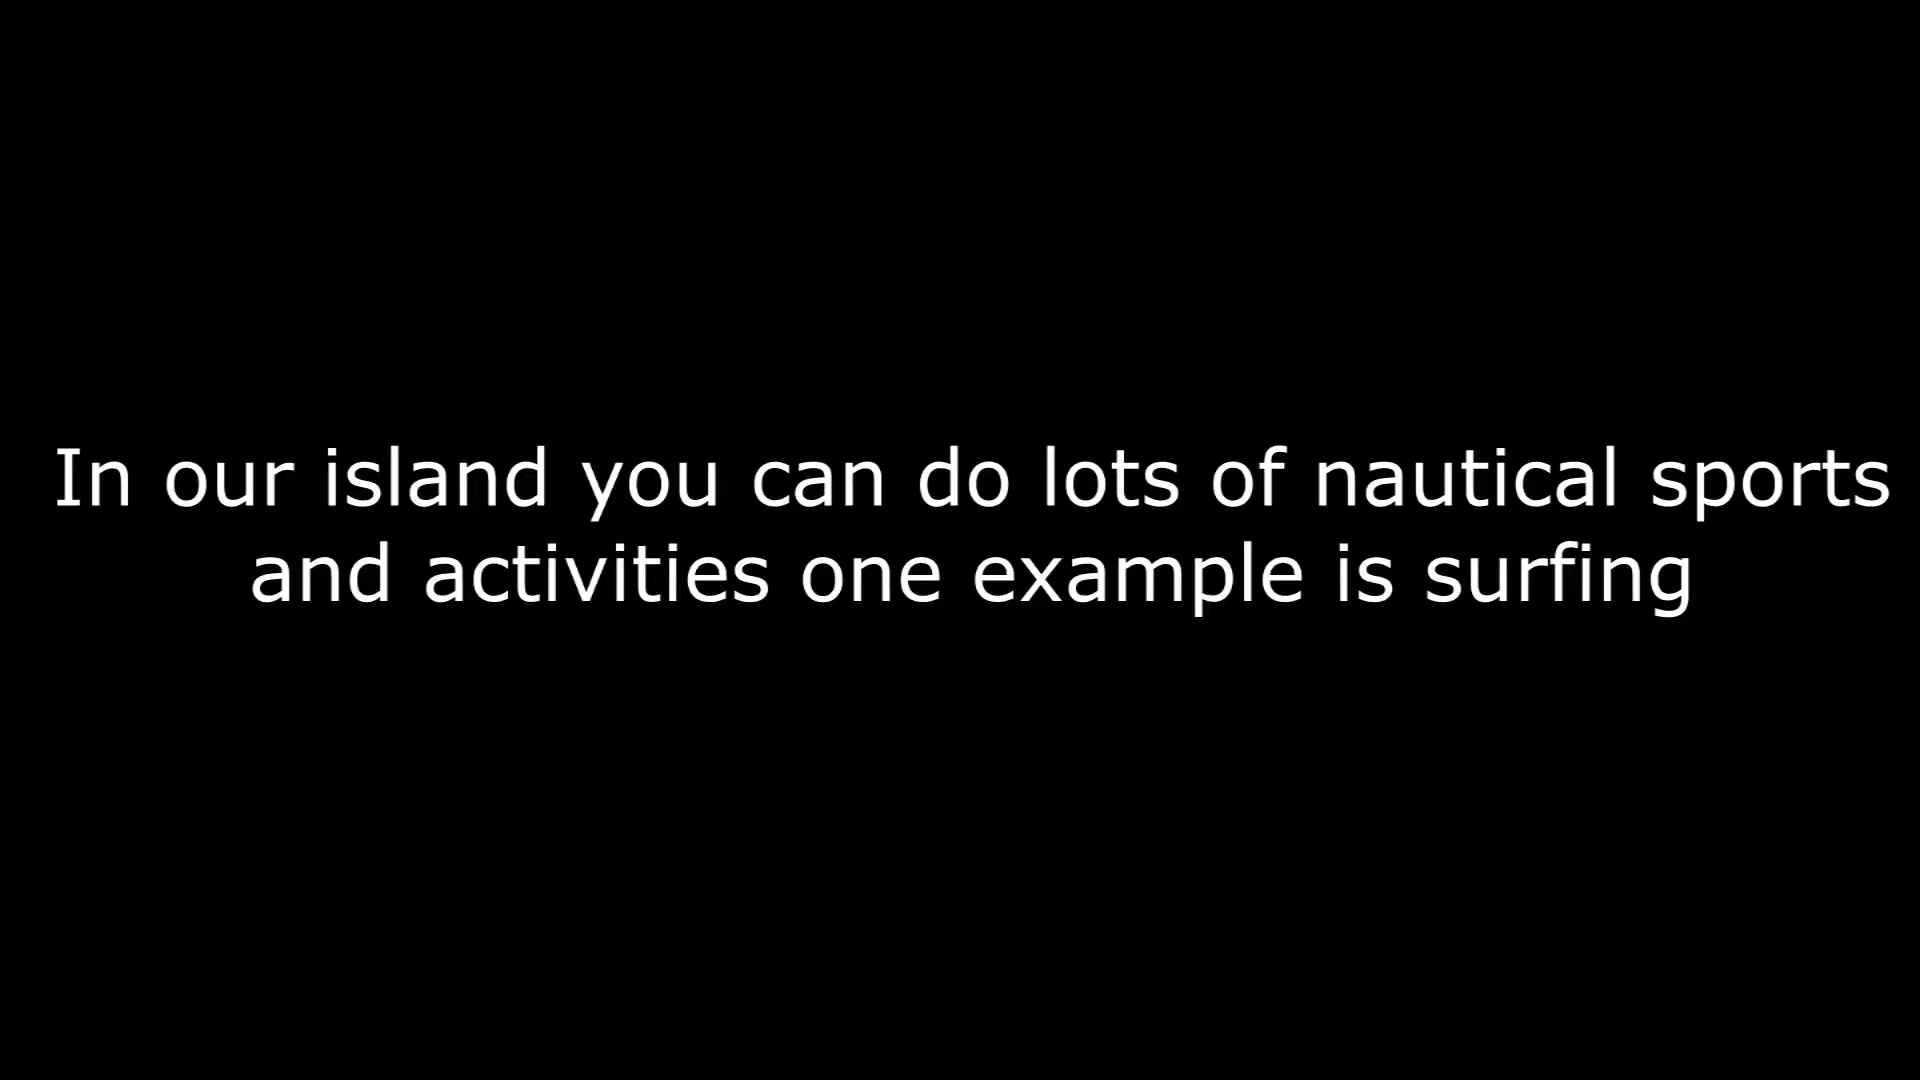 In our island you can do lots of nautical sports
and activities one example is surfing